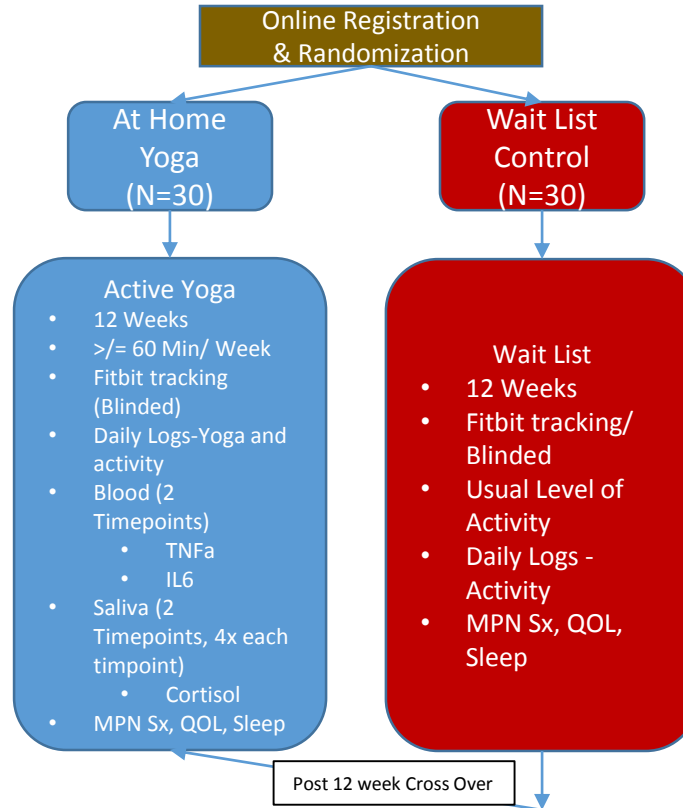 Online Registration
& Randomization
At Home
Yoga
(N=30)
Wait List
Control
(N=30)
Active Yoga
• 12 Weeks
• >/= 60 Min/ Week
• Fitbit tracking
(Blinded)
• Daily Logs-Yoga and
activity
• Blood (2
Timepoints)
• TNFa
• IL6
• Saliva (2
Timepoints, 4x each
timpoint)
• Cortisol
• MPN Sx, QOL, Sleep
Wait List
• 12 Weeks
• Fitbit tracking/
Blinded
• Usual Level of
Activity
• Daily Logs -
Activity
• MPN Sx, QOL,
Sleep
Post 12 week Cross Over